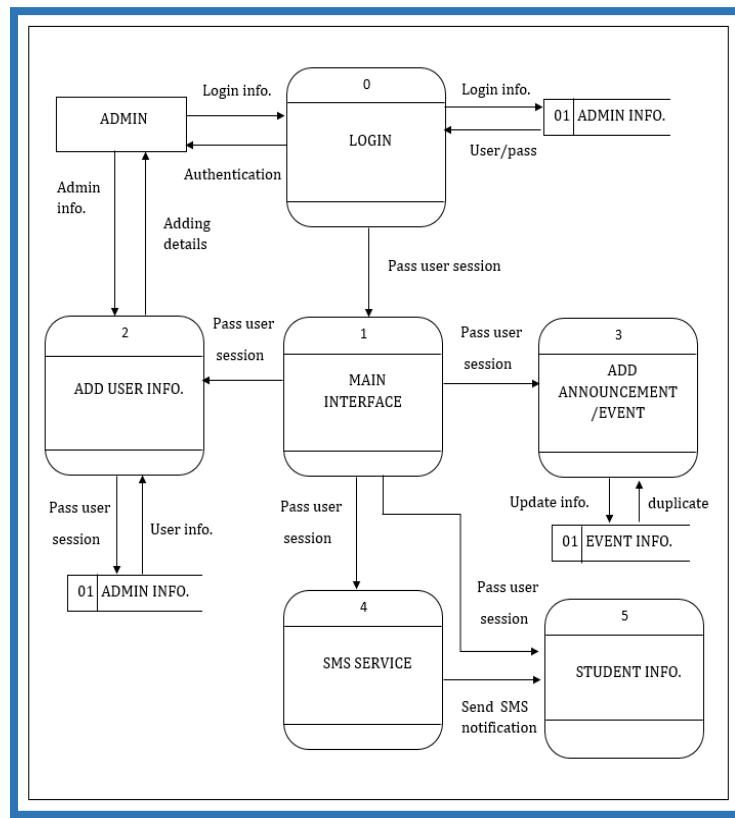 0
Login info.
Login info.
ADMIN
01 ADMIN INFO.
LOGIN
User/pass
Authentication
Admin
info.
Adding
details
Pass user session
2
Pass user
session
1
Pass user
session
3
ADD USER INFO.
MAIN
INTERFACE
ADD
ANNOUNCEMENT
/EVENT
Pass user
session
User info.
Pass user
session
Update info.
duplicate
01 EVENT INFO.
01 ADMIN INFO.
Pass user
session
4
5
SMS SERVICE
STUDENT INFO.
Send SMS
notification